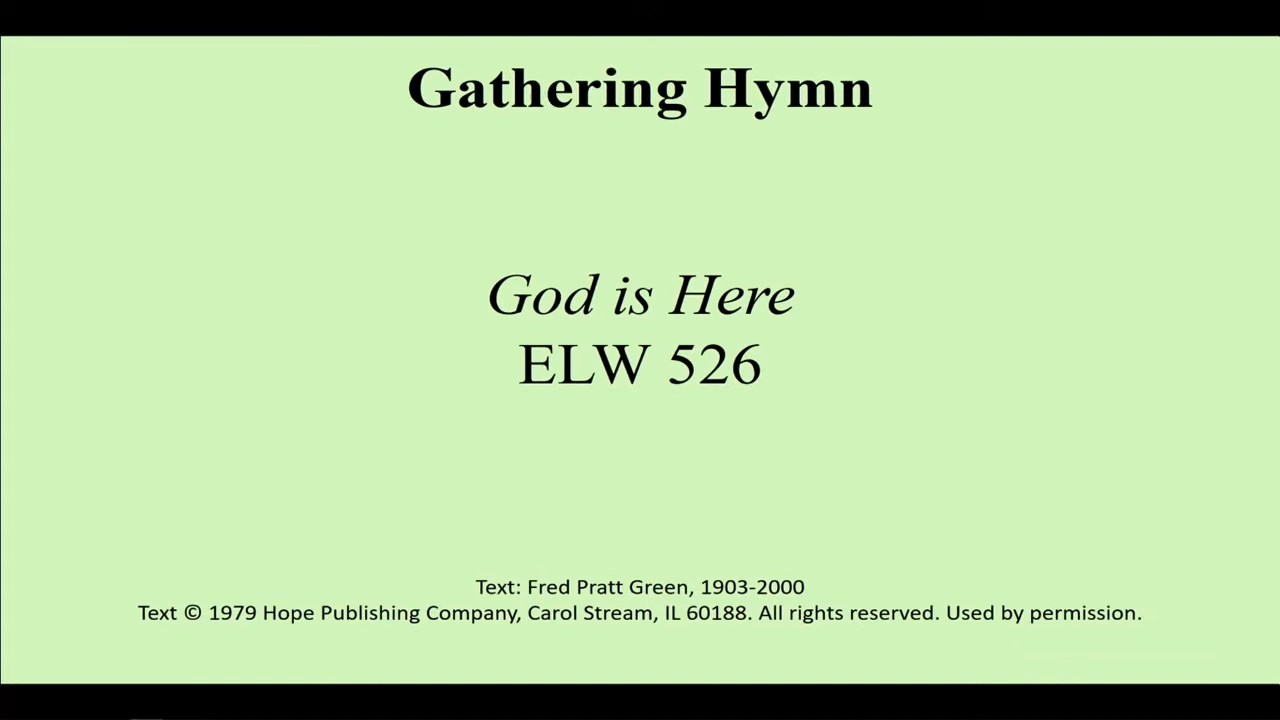 Gathering Hymn
God is Here
ELW 526
Text: Fred Pratt Green, 1903-2000
Text © 1979 Hope Publishing Company, Carol Stream, IL 60188. All rights reserved. Used by permission.